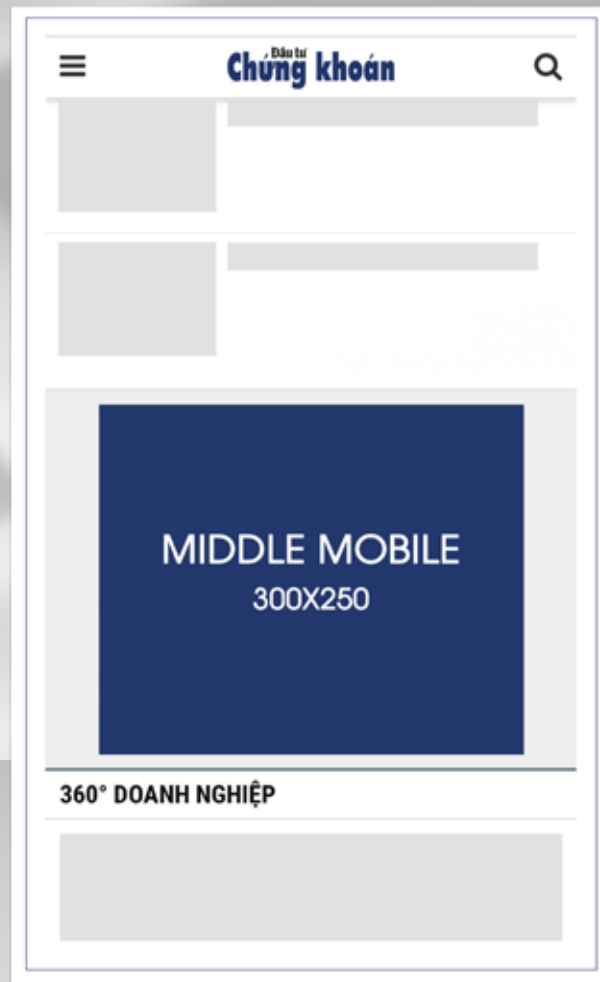 Đầu tư
Chứng khoán
MIDDLE MOBILE
300X250
360° DOANH NGHIỆP